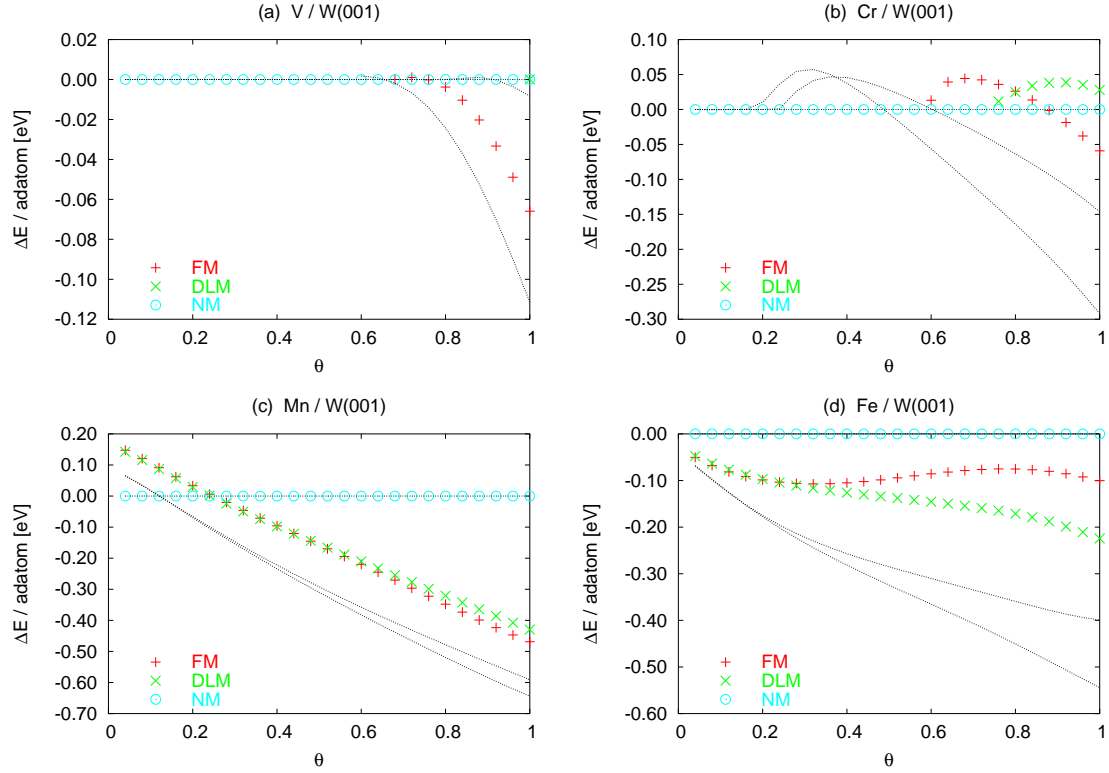 (a) V / W(001)
ΔE / adatom [eV]
0.02
0.00
-0.02
-0.04
-0.06
-0.08
-0.10
-0.12
FM
DLM
NM
0 0.2 0.4 0.6 0.8 1
θ
(b) Cr / W(001)
ΔE / adatom [eV]
0.10
0.05
0.00
-0.05
-0.10
-0.15
-0.20
-0.25
-0.30
FM
DLM
NM
0 0.2 0.4 0.6 0.8 1
θ
(c) Mn / W(001)
ΔE / adatom [eV]
0.20
0.10
0.00
-0.10
-0.20
-0.30
-0.40
-0.50
-0.60
-0.70
FM
DLM
NM
0 0.2 0.4 0.6 0.8 1
θ
(d) Fe / W(001)
ΔE / adatom [eV]
0.00
-0.10
-0.20
-0.30
-0.40
-0.50
-0.60
FM
DLM
NM
0 0.2 0.4 0.6 0.8 1
θ